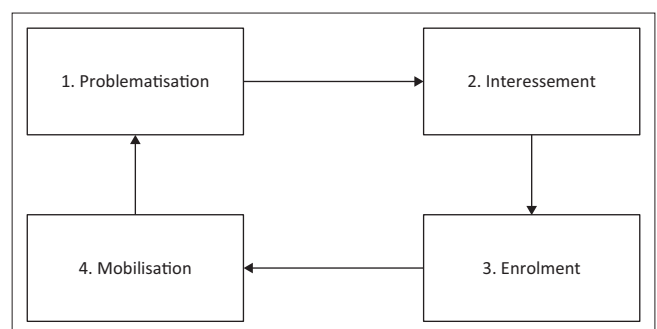 1. Problematisation
2. Interessement
4. Mobilisation
3. Enrolment